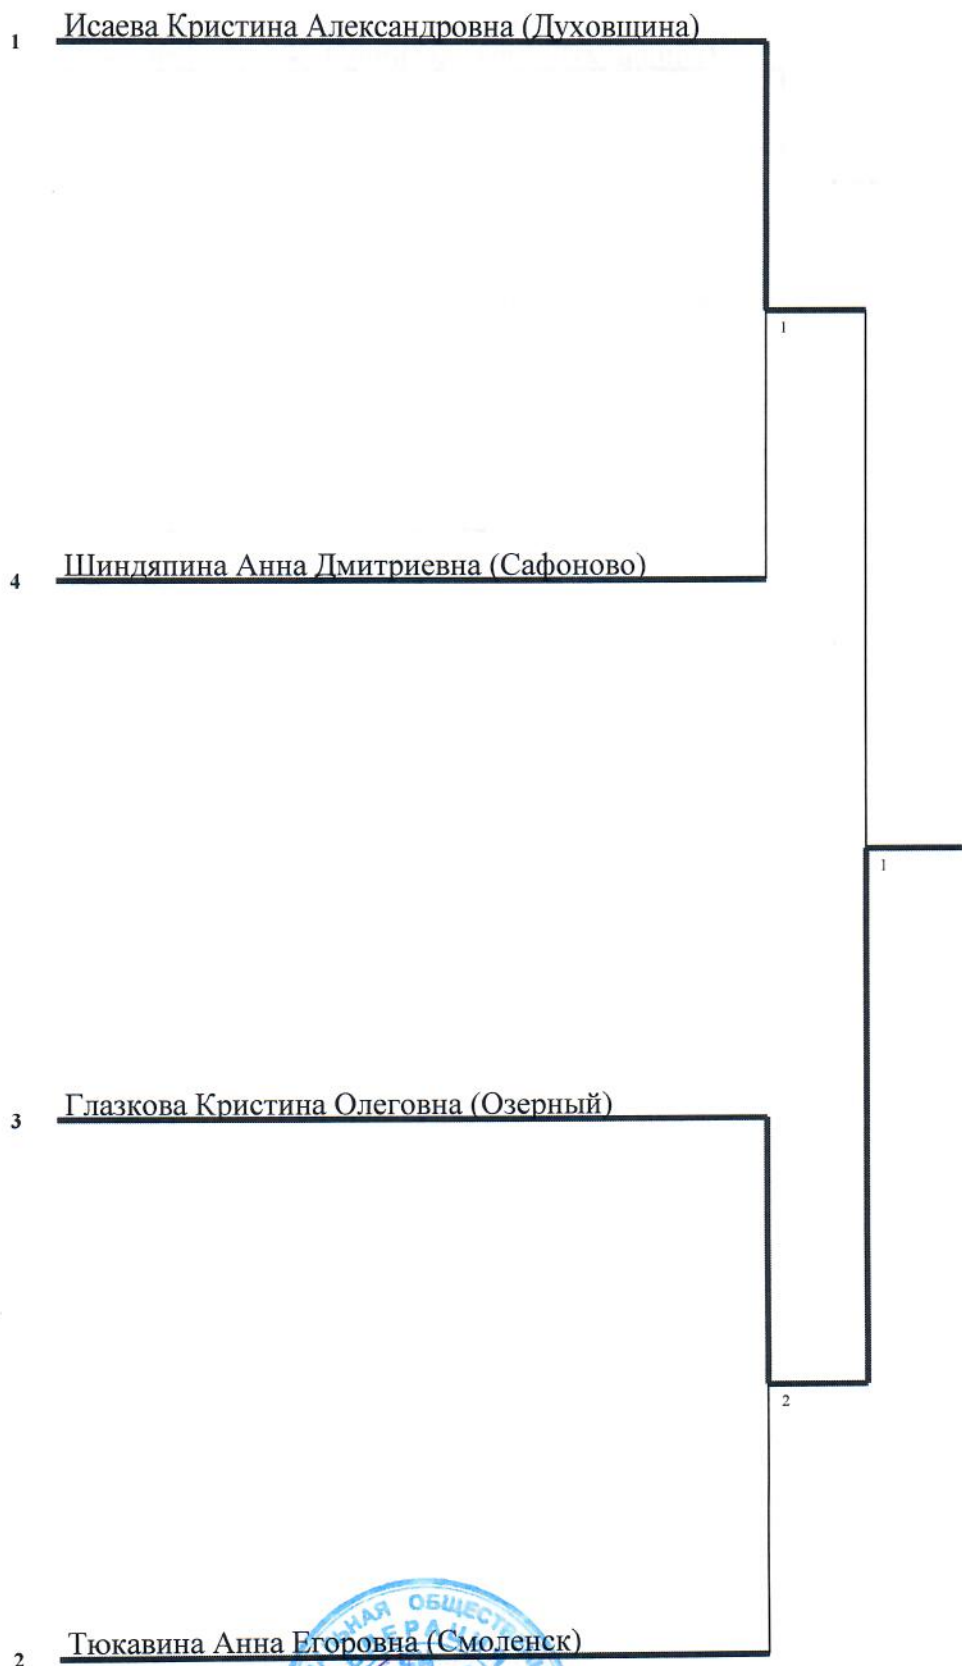 1 Исаева Кристина Александровна (Духовщина)
1
4 Шиндяпина Анна Дмитриевна (Сафоново)
1
3 Глазкова Кристина Олеговна (Озерный)
2
ОБЩЕСТВ
2 Тюкавина Анна Егоровна (Смоленск)